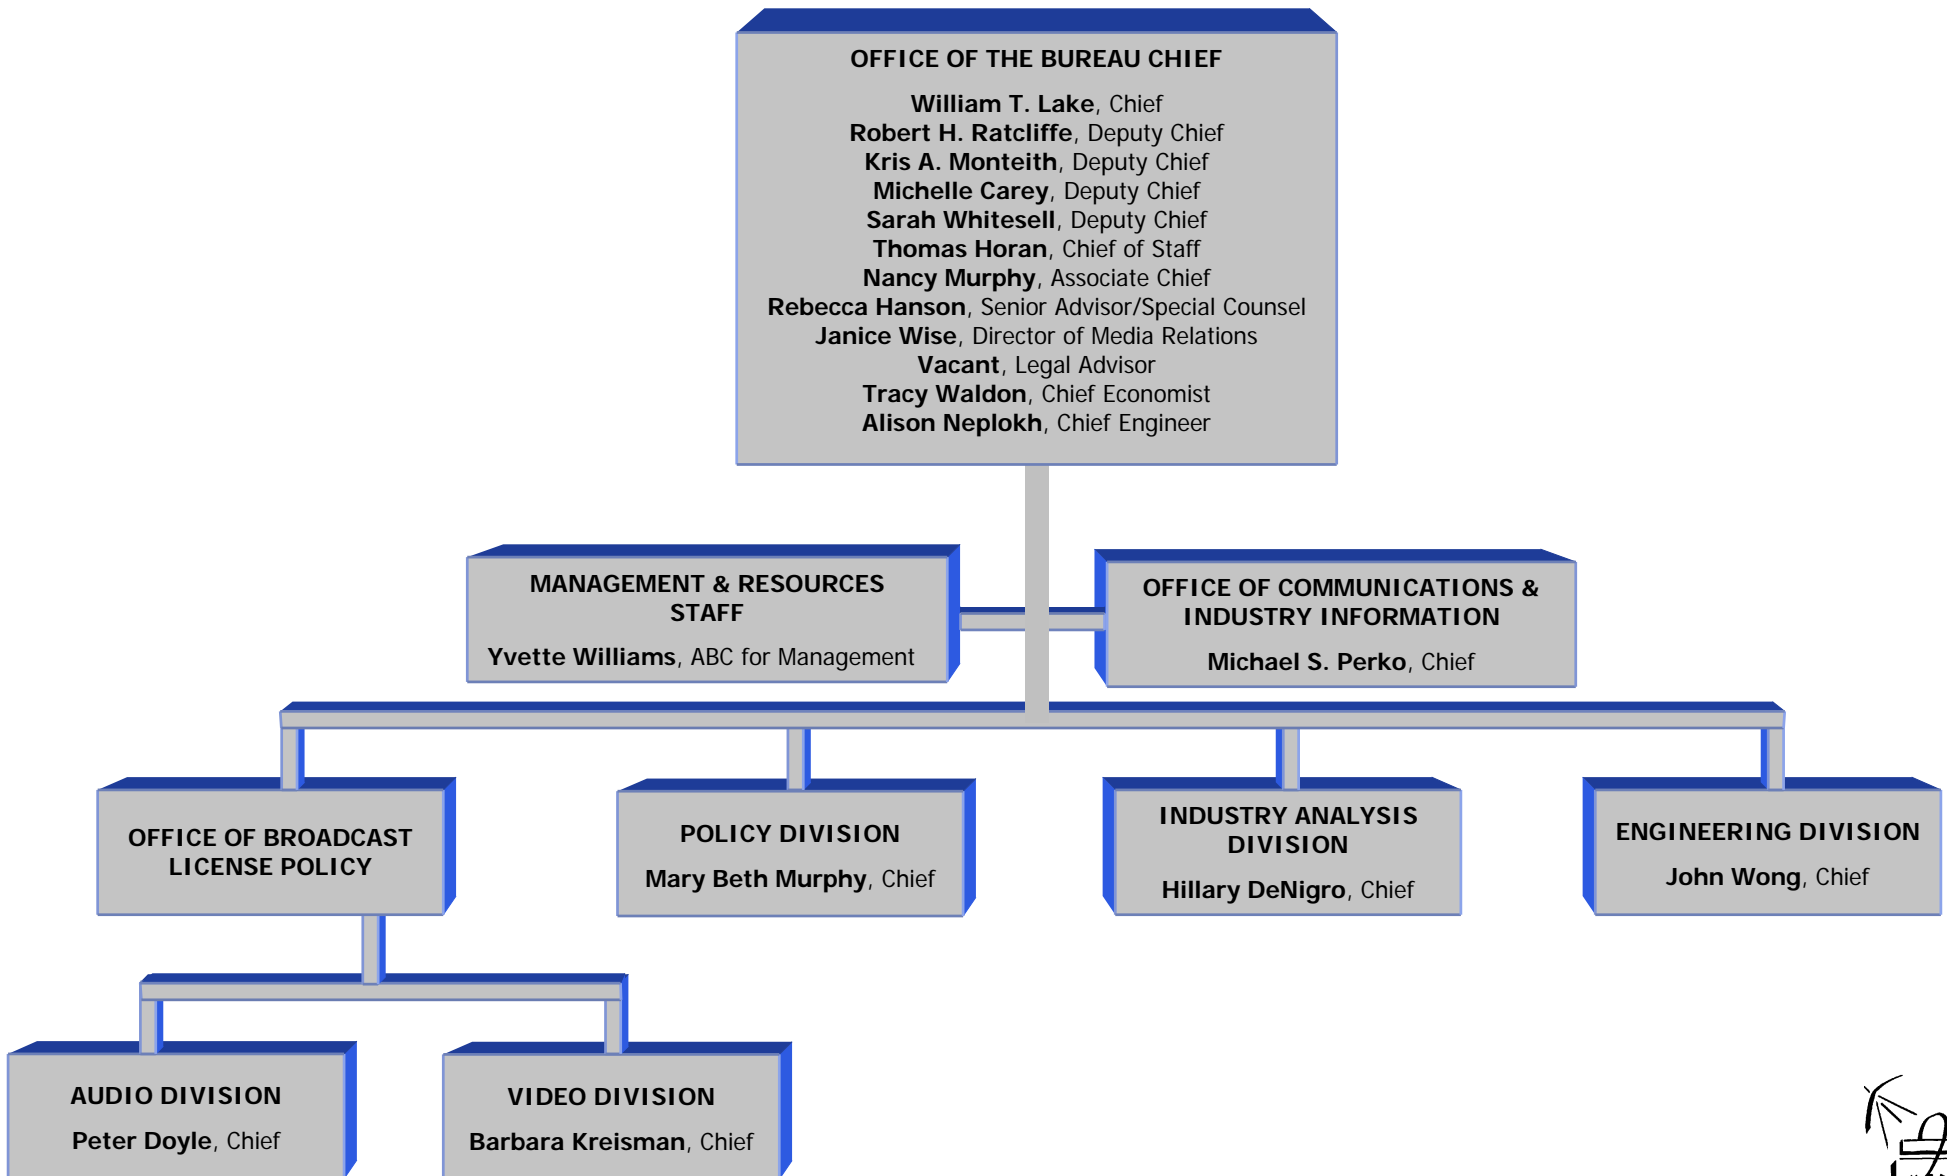 OFFICE OF THE BUREAU CHIEF
William T. Lake, Chief
Robert H. Ratcliffe, Deputy Chief
Kris A. Monteith, Deputy Chief
Michelle Carey, Deputy Chief
Sarah Whitesell, Deputy Chief
Thomas Horan, Chief of Staff
Nancy Murphy, Associate Chief
Rebecca Hanson, Senior Advisor/Special Counsel
Janice Wise, Director of Media Relations
Vacant, Legal Advisor
Tracy Waldon, Chief Economist
Alison Neplokh, Chief Engineer
MANAGEMENT & RESOURCES
STAFF
Yvette Williams, ABC for Management
OFFICE OF COMMUNICATIONS &
INDUSTRY INFORMATION
Michael S. Perko, Chief
OFFICE OF BROADCAST
LICENSE POLICY
POLICY DIVISION
Mary Beth Murphy, Chief
INDUSTRY ANALYSIS
DIVISION
Hillary DeNigro, Chief
ENGINEERING DIVISION
John Wong, Chief
AUDIO DIVISION
Peter Doyle, Chief
VIDEO DIVISION
Barbara Kreisman, Chief